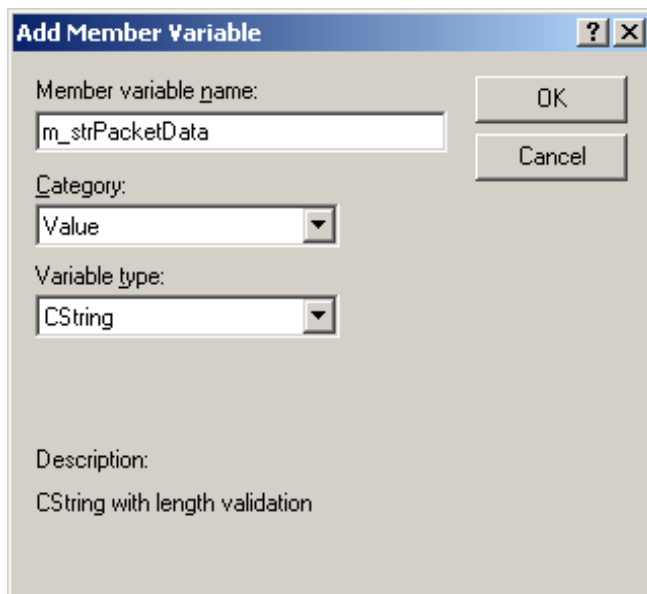 Add Member Variable
Member variable name:
m_strPacketData
OK
Cancel
Category:
Value
Variable type:
CString
Description:
CString with length validation